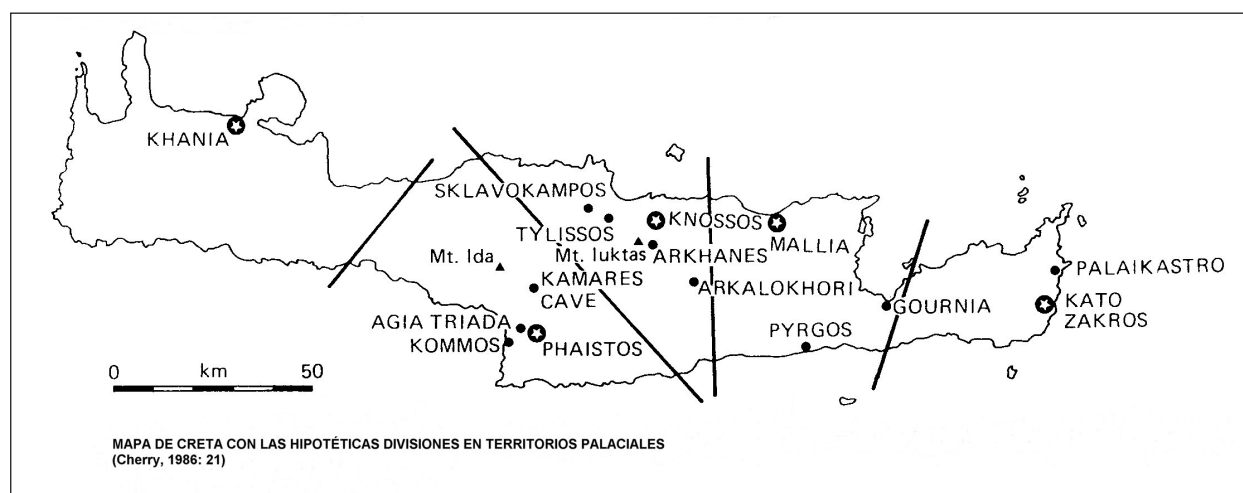 KHANIA
SKLAVOKAMPOS
TYLISSOS
KNOSSOS
MALLIA
Mt. Iuktas
ARKHANES
Mt. Ida
KAMARES
CAVE
ARKALOKHORI
PALAIKASTRO
GOURNIA
KATO
ZAKROS
AGIA TRIADA
KOMMOS
PHAISTOS
PYRGOS
0 km 50
MAPA DE CRETA CON LAS HIPOTÉTICAS DIVISIONES EN TERRITORIOS PALACIALES
(Cherry, 1986: 21)